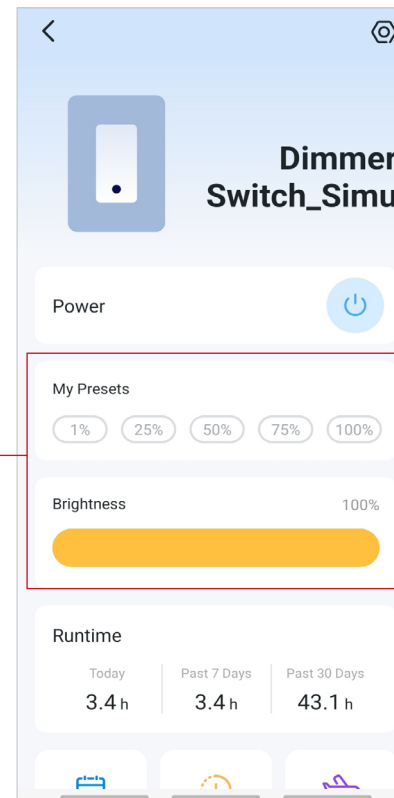 Dimmer
Switch_Simu
Power
My Presets
1% 25% 50% 75% 100%
Brightness 100%
Runtime
Today Past 7 Days Past 30 Days
3.4 h 3.4 h 43.1 h